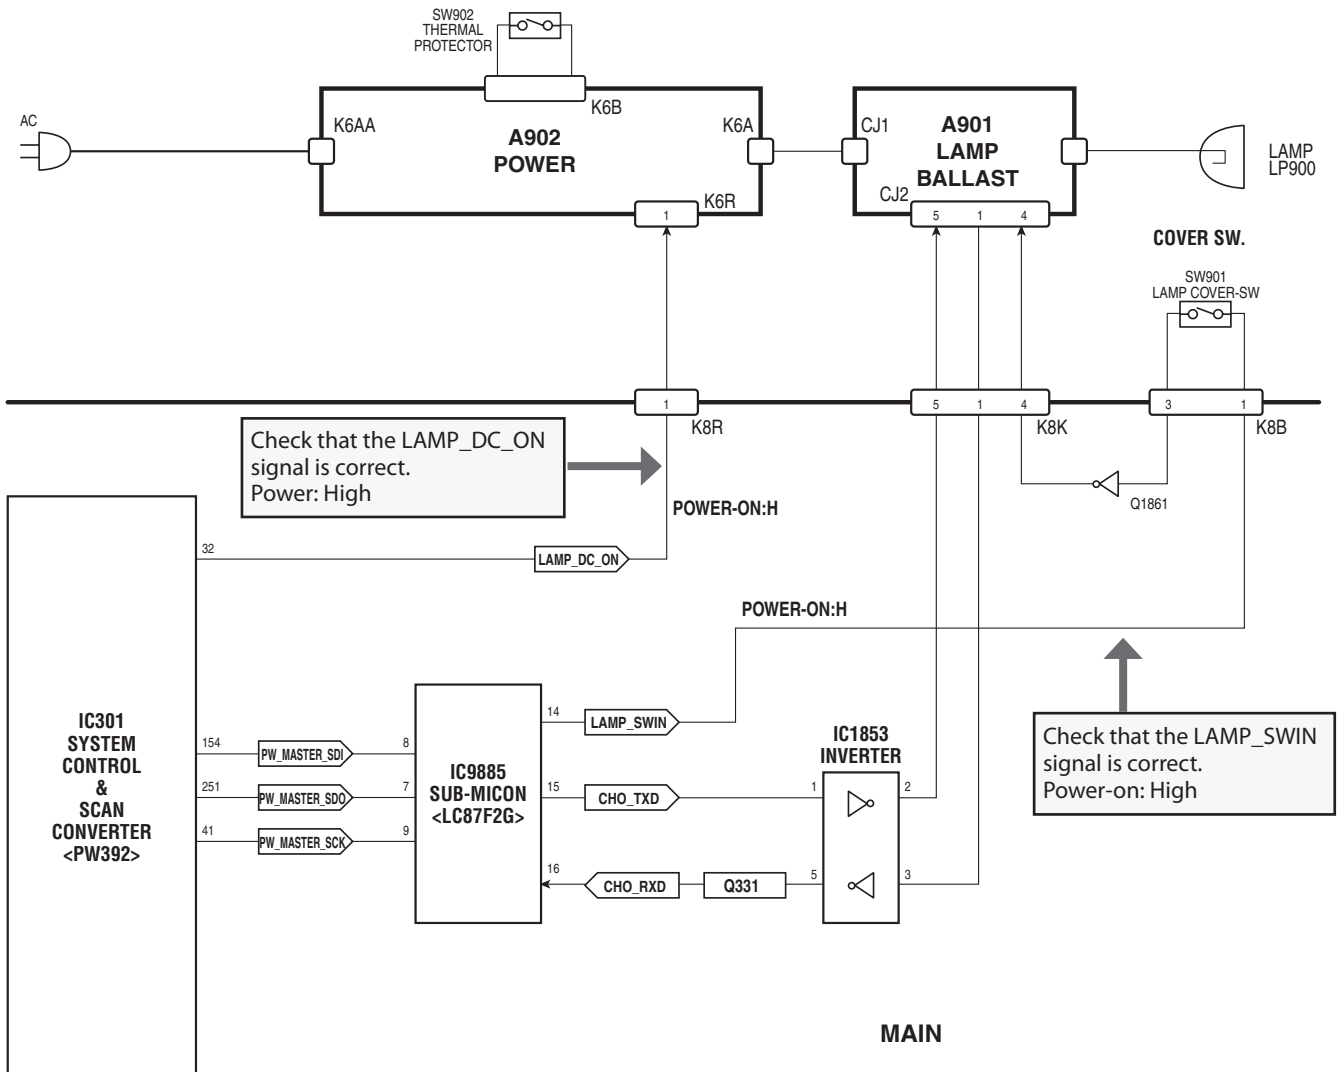 SW902
THERMAL
PROTECTOR
K6B
AC
K6AA
A902
POWER
K6A
K6R
1
CJ1
A901
LAMP
BALLAST
CJ2
5 1 4
LAMP
LP900
COVER SW.
SW901
LAMP COVER-SW
1
K8R
5 1 4
K8K
3 1
K8B
Check that the LAMP_DC_ON
signal is correct.
Power: High
POWER-ON:H
Q1861
32
LAMP_DC_ON
POWER-ON:H
IC301
SYSTEM
CONTROL
&
SCAN
CONVERTER
<PW392>
154
PW_MASTER_SDI
8
251
PW_MASTER_SDO
7
41
PW_MASTER_SCK
9
IC9885
SUB-MICON
<LC87F2G>
14
LAMP_SWIN
15
CHO_TXD
1
2
16
CHO_RXD
Q331
5
3
IC1853
INVERTER
Check that the LAMP_SWIN
signal is correct.
Power-on: High
MAIN